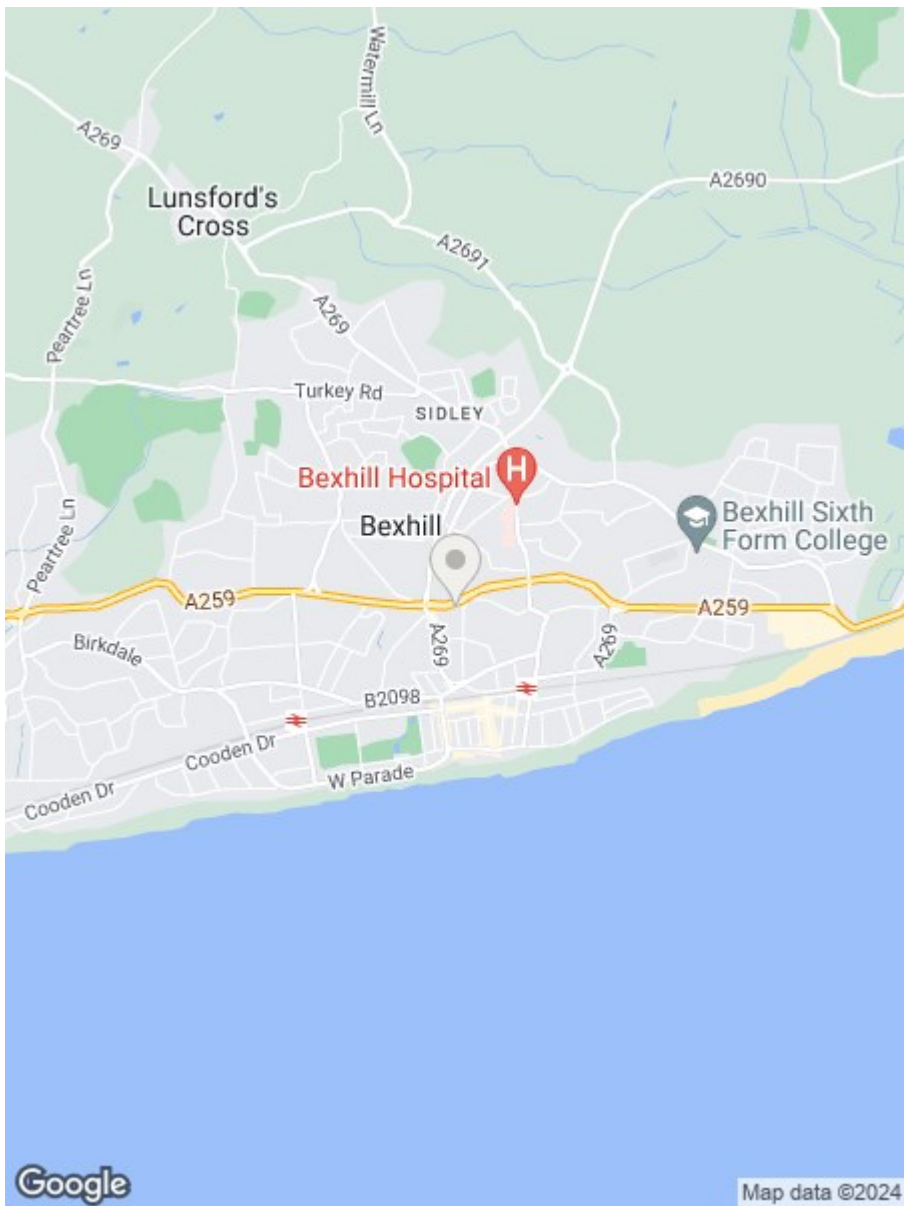 Watermill Ln
A269
A2690
Lunsford's
Cross
A2691
Peartree Ln
A269
Turkey Rd
SIDLEY
Bexhill Hospital
H
Bexhill
Bexhill Sixth
Form College
Peartree Ln
A259
A259
Birkdale
A269
A269
B2098
Cooden Dr
W Parade
Cooden Dr
Google
Map data ©2024